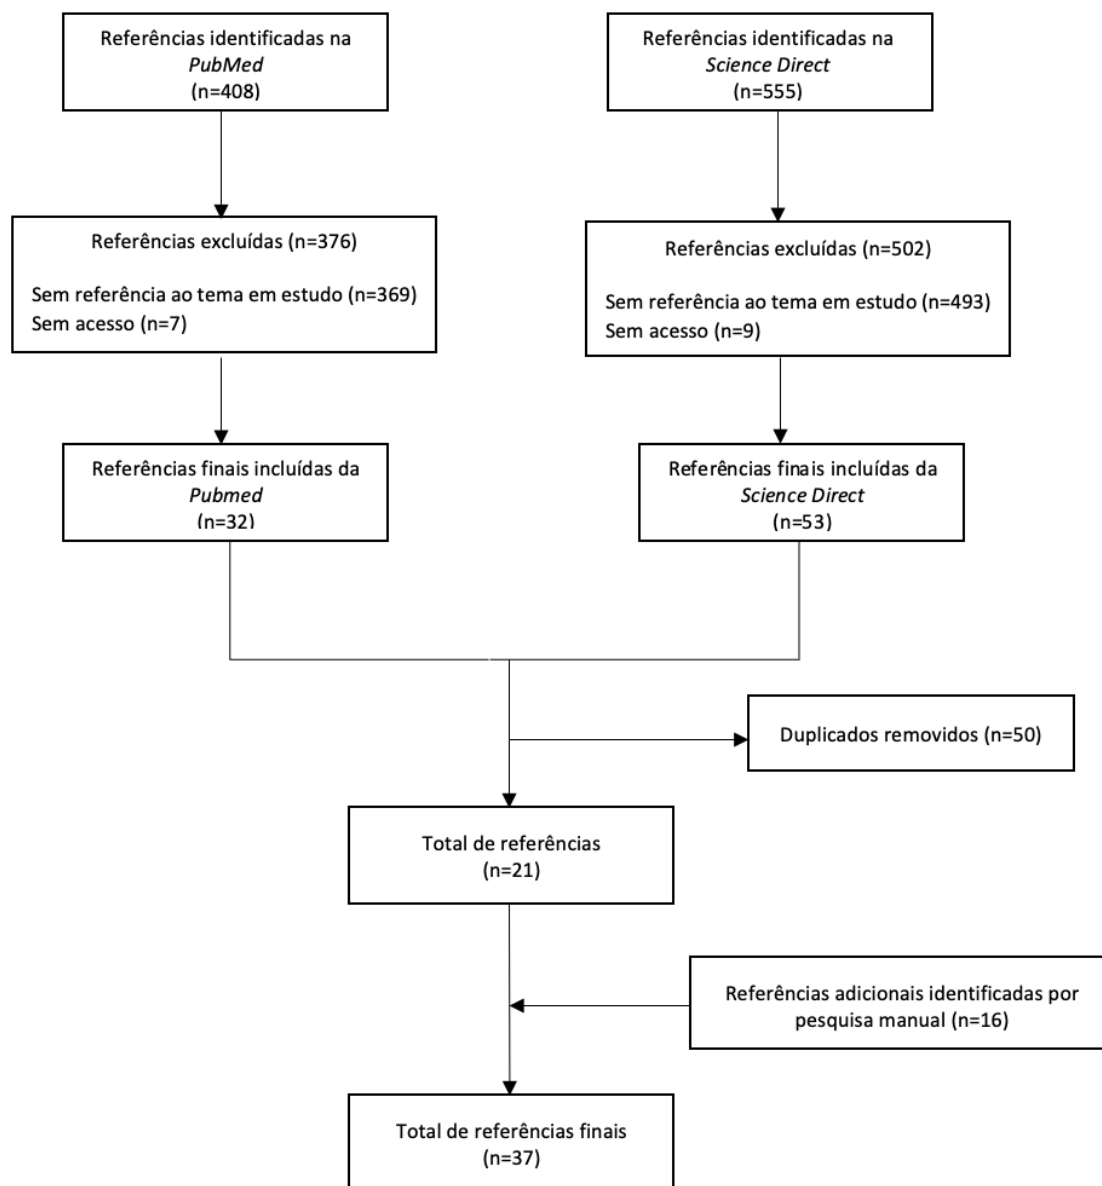 Referências identificadas na
PubMed
(n=408)
Referências identificadas na
Science Direct
(n=555)
Referências excluídas (n=376)
Sem referência ao tema em estudo (n=369)
Sem acesso (n=7)
Referências excluídas (n=502)
Sem referência ao tema em estudo (n=493)
Sem acesso (n=9)
Referências finais incluídas da
Pubmed
(n=32)
Referências finais incluídas da
Science Direct
(n=53)
Duplicados removidos (n=50)
Total de referências
(n=21)
Referências adicionais identificadas por
pesquisa manual (n=16)
Total de referências finais
(n=37)